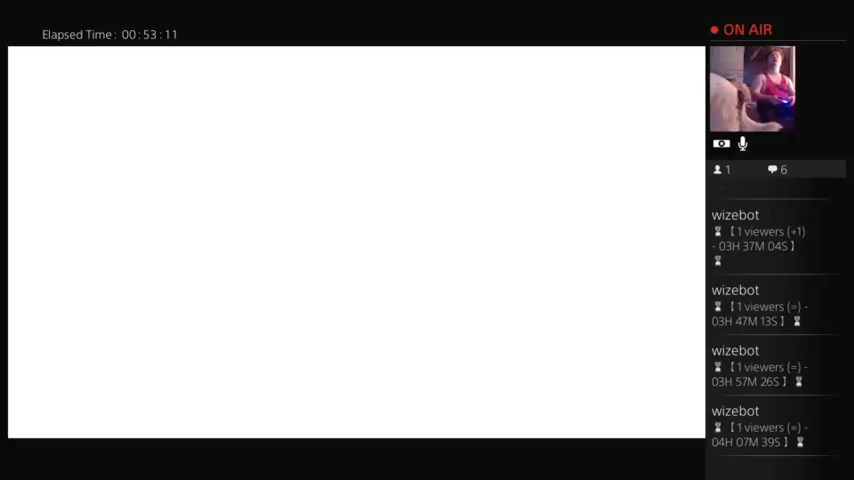 Elapsed Time: 00:53:11
ON AIR
1 6
wizebot
⌛【1 viewers (+1)
- 03H 37M 04S】
⌛
wizebot
⌛【1 viewers (=) -
03H 47M 13S】⌛
wizebot
⌛【1 viewers (=) -
03H 57M 26S】⌛
wizebot
⌛【1 viewers (=) -
04H 07M 39S】⌛